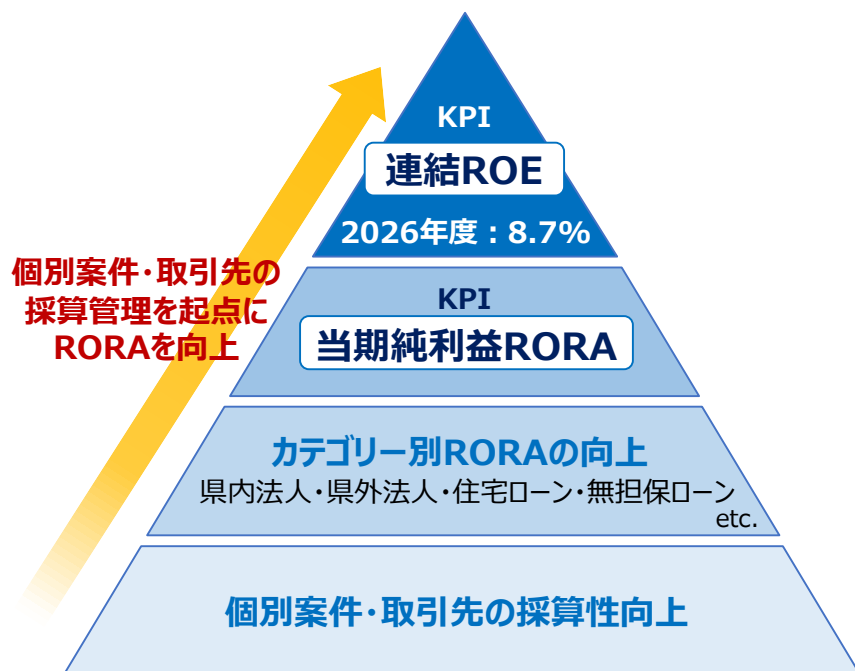 KPI
連結ROE
2026年度：8.7%
個別案件・取引先の
採算管理を起点に
RORAを向上
KPI
当期純利益RORA
カテゴリー別RORAの向上
県内法人・県外法人・住宅ローン・無担保ローン
etc.
個別案件・取引先の採算性向上